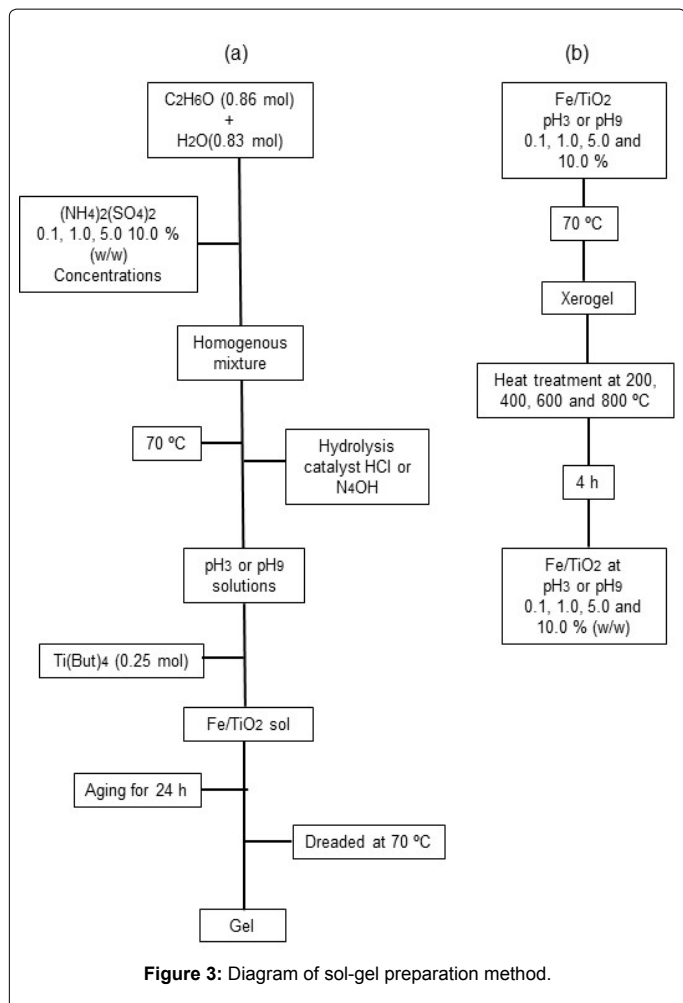 (a)
C2H6O (0.86 mol)
+
H2O(0.83 mol)
(NH4)2(SO4)2
0.1, 1.0, 5.0 10.0 %
(w/w)
Concentrations
Homogenous
mixture
70 ºC
Hydrolysis
catalyst HCl or
N4OH
pH3 or pH9
solutions
Ti(But)4 (0.25 mol)
Fe/TiO2 sol
Aging for 24 h
Dreaded at 70 ºC
Gel
(b)
Fe/TiO2
pH3 or pH9
0.1, 1.0, 5.0 and
10.0 %
70 ºC
Xerogel
Heat treatment at 200,
400, 600 and 800 ºC
4 h
Fe/TiO2 at
pH3 or pH9
0.1, 1.0, 5.0 and
10.0 % (w/w)
Figure 3: Diagram of sol-gel preparation method.